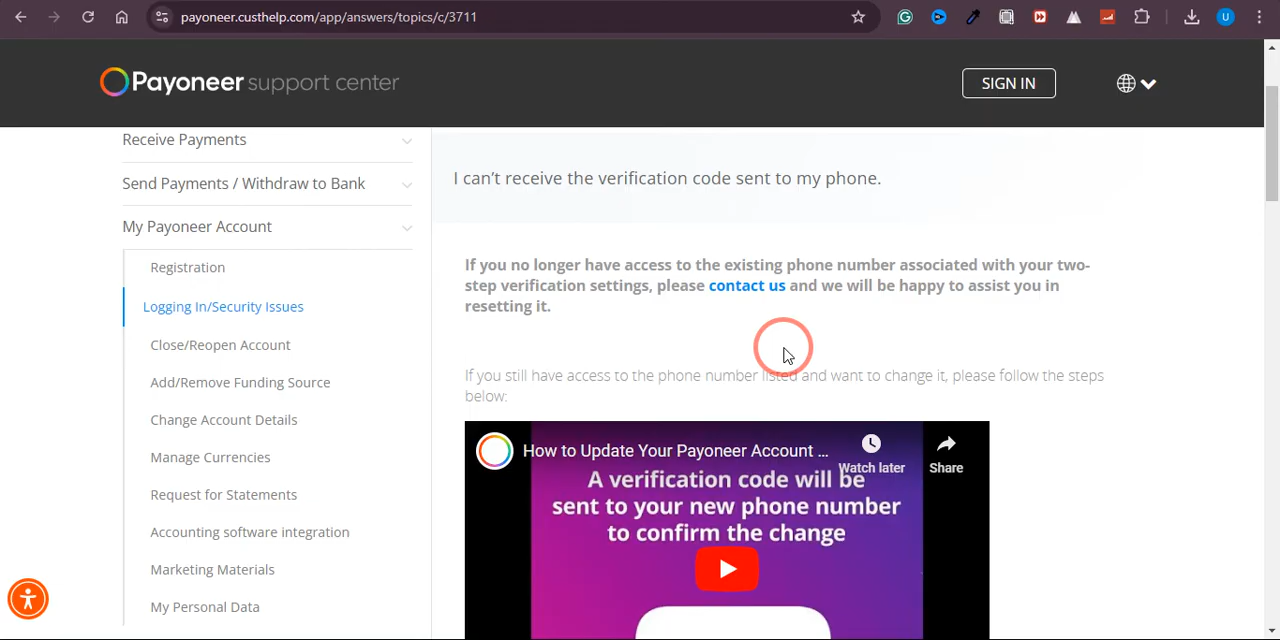 payoneer.custhelp.com/app/answers/topics/c/3711
U
Payoneer support center
SIGN IN
Receive Payments
Send Payments / Withdraw to Bank
My Payoneer Account
Registration
Logging In/Security Issues
Close/Reopen Account
Add/Remove Funding Source
Change Account Details
Manage Currencies
Request for Statements
Accounting software integration
Marketing Materials
My Personal Data
I can't receive the verification code sent to my phone.
If you no longer have access to the existing phone number associated with your two-
step verification settings, please contact us and we will be happy to assist you in
resetting it.
If you still have access to the phone number listed and want to change it, please follow the steps
below:
How to Update Your Payoneer Account ...
Watch later
Share
A verification code will be
sent to your new phone number
to confirm the change